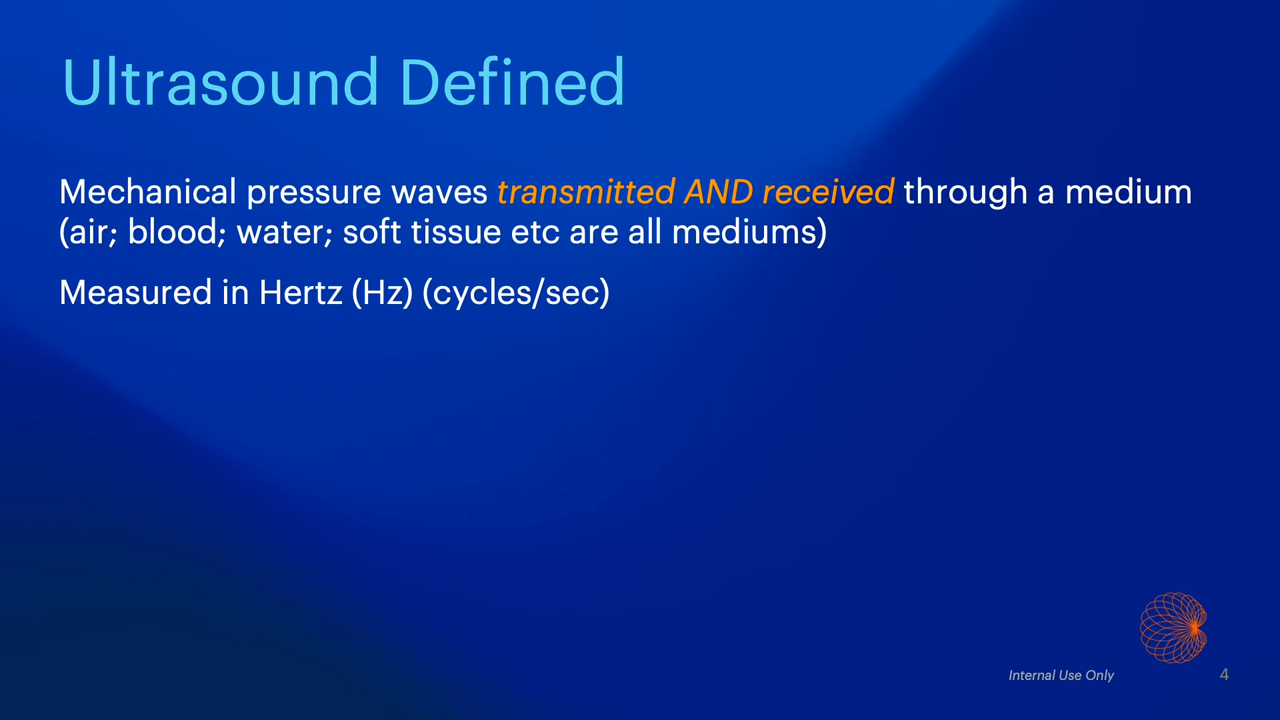 Ultrasound Defined
Mechanical pressure waves transmitted AND received through a medium
(air; blood; water; soft tissue etc are all mediums)
Measured in Hertz (Hz) (cycles/sec)
Internal Use Only
4